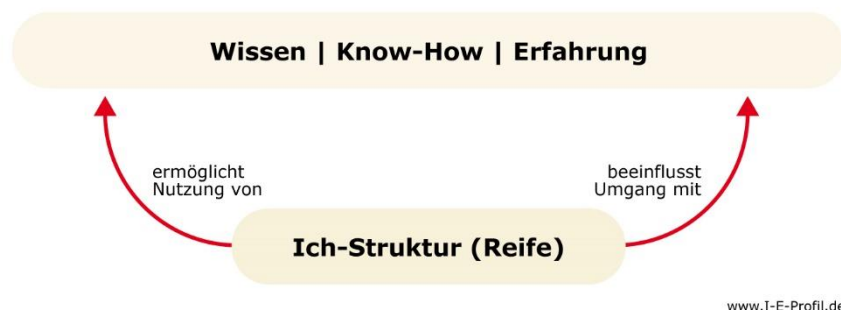 Wissen | Know-How | Erfahrung
ermöglicht
Nutzung von
beeinflusst
Umgang mit
Ich-Struktur (Reife)
www.I-E-Profil.de